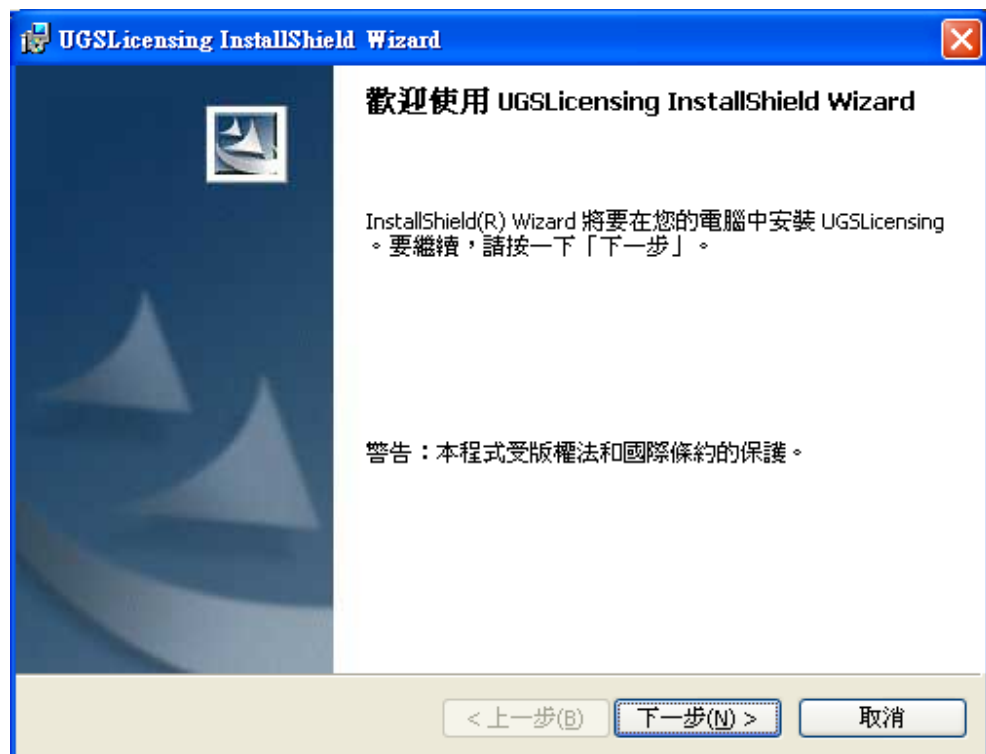 UGSLicensing InstallShield Wizard
歡迎使用 UGSLicensing InstallShield Wizard
InstallShield(R) Wizard 將要在您的電腦中安裝 UGSLicensing
。要繼續，請按一下「下一步」。
警告：本程式受版權法和國際條約的保護。
< 上一步(B)
下一步(N) >
取消